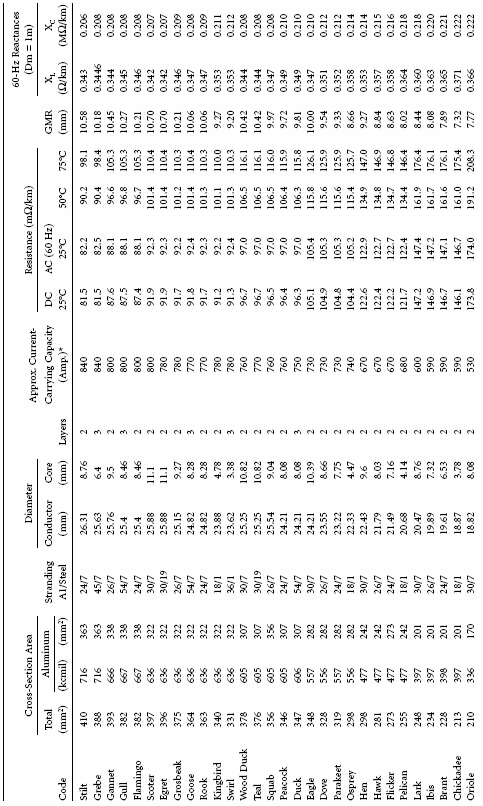 Cross-Section Area Diameter Resistance (mΩ/km) 60-Hz Reactances (Dm = 1m)
Total Aluminum Stranding Conductor Core Approx. Current-Carrying Capacity DC AC (60 Hz) GMR X_L X_C
Code (mm²) (kcmil) (mm²) A1/Steel (mm) (mm) Layers (Amp.)* 25°C 25°C 50°C 75°C (mm) (Ω/km) (MΩ/km)
Stilt 410 716 363 24/7 26.31 8.76 2 840 81.5 82.2 90.2 98.1 10.58 0.343 0.206
Grebe 388 716 363 45/7 25.63 6.4 3 840 81.5 82.5 90.4 98.4 10.18 0.3446 0.208
Gannet 393 666 338 26/7 25.76 9.5 2 800 87.6 88.1 96.6 105.3 10.45 0.344 0.208
Gull 382 667 338 54/7 25.4 8.46 3 800 87.5 88.1 96.8 105.3 10.27 0.345 0.208
Flamingo 382 667 338 24/7 25.4 8.46 2 800 87.4 88.1 96.7 105.3 10.21 0.346 0.208
Scoter 397 636 322 30/7 25.88 11.1 2 800 91.9 92.3 101.4 110.4 10.70 0.342 0.207
Egret 396 636 322 30/19 25.88 11.1 2 780 91.9 92.3 101.4 110.4 10.70 0.342 0.207
Grosbeak 375 636 322 26/7 25.15 9.27 2 780 91.7 92.2 101.2 110.3 10.21 0.346 0.209
Goose 364 636 322 54/7 24.82 8.28 3 770 91.8 92.4 101.4 110.4 10.06 0.347 0.208
Rook 363 636 322 24/7 24.82 8.28 2 770 91.7 92.3 101.3 110.3 10.06 0.347 0.209
Kingbird 340 636 322 18/1 23.88 4.78 2 780 91.2 92.2 101.1 110.0 9.27 0.353 0.211
Swirl 331 636 322 36/1 23.62 3.38 3 780 91.3 92.4 101.3 110.3 9.20 0.353 0.212
Wood Duck 378 605 307 30/7 25.25 10.82 2 760 96.7 97.0 106.5 116.1 10.42 0.344 0.208
Teal 376 605 307 30/19 25.25 10.82 2 770 96.7 97.0 106.5 116.1 10.42 0.344 0.208
Squab 356 605 356 26/7 25.54 9.04 2 760 96.5 97.0 106.5 116.0 9.97 0.347 0.208
Peacock 346 605 307 24/7 24.21 8.08 2 760 96.4 97.0 106.4 115.9 9.72 0.349 0.210
Duck 347 606 307 54/7 24.21 8.08 3 750 96.3 97.0 106.3 115.8 9.81 0.349 0.210
Eagle 348 557 282 30/7 24.21 10.39 2 730 105.1 105.4 115.8 126.1 10.00 0.347 0.210
Dove 328 556 282 26/7 23.55 8.66 2 730 104.9 105.3 115.6 125.9 9.54 0.351 0.212
Parakeet 319 557 282 24/7 23.22 7.75 2 730 104.8 105.3 115.6 125.9 9.33 0.352 0.212
Osprey 298 556 282 18/1 22.33 4.47 2 740 104.4 105.2 115.4 125.7 8.66 0.358 0.214
Hen 298 477 242 30/7 22.43 9.6 2 670 122.6 122.9 134.9 147.0 9.27 0.353 0.214
Hawk 281 477 242 26/7 21.79 8.03 2 670 122.4 122.7 134.8 146.9 8.84 0.357 0.215
Flicker 273 477 273 24/7 21.49 7.16 2 670 122.2 122.7 134.7 146.8 8.63 0.358 0.216
Pelican 255 477 242 18/1 20.68 4.14 2 680 121.7 122.4 134.4 146.4 8.02 0.364 0.218
Lark 248 397 201 30/7 20.47 8.76 2 600 147.2 147.4 161.9 176.4 8.44 0.360 0.218
Ibis 234 397 201 26/7 19.89 7.32 2 590 146.9 147.2 161.7 176.1 8.08 0.363 0.220
Brant 228 398 201 24/7 19.61 6.53 2 590 146.7 147.1 161.6 176.1 7.89 0.365 0.221
Chickadee 213 397 201 18/1 18.87 3.78 2 590 146.1 146.7 161.0 175.4 7.32 0.371 0.222
Oriole 210 336 170 30/7 18.82 8.08 2 530 173.8 174.0 191.2 208.3 7.77 0.366 0.222